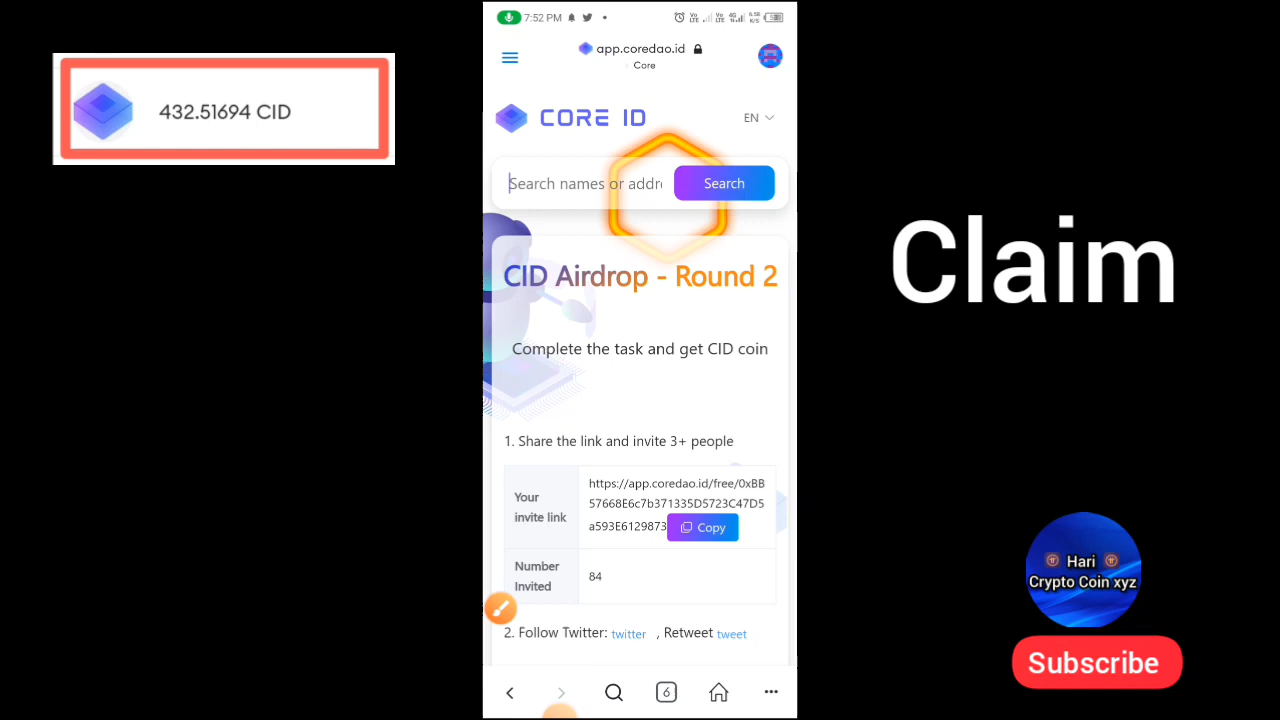 432.51694 CID
7:52 PM
app.coredao.id
Core
CORE ID
EN
Search names or addr
Search
CID Airdrop - Round 2
Complete the task and get CID coin
1. Share the link and invite 3+ people
Your
invite link
https://app.coredao.id/free/0xBB
57668E6c7b371335D5723C47D5
a593E6129873
Copy
Number
Invited
84
2. Follow Twitter: twitter , Retweet tweet
6
Claim
Hari
Crypto Coin xyz
Subscribe